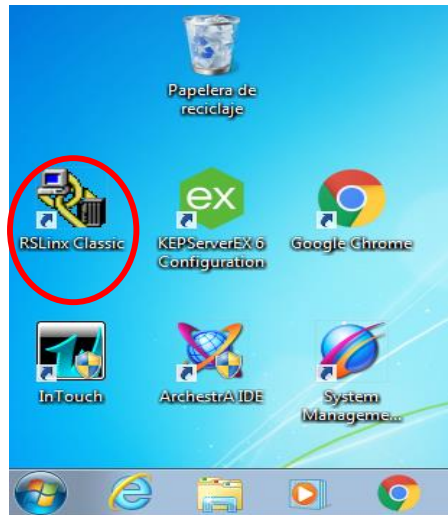 Papelera de
reciclaje
RSLinx Classic
ex
KEPServerEX 6
Configuration
Google Chrome
InTouch
ArchestrA IDE
System
Manageme...